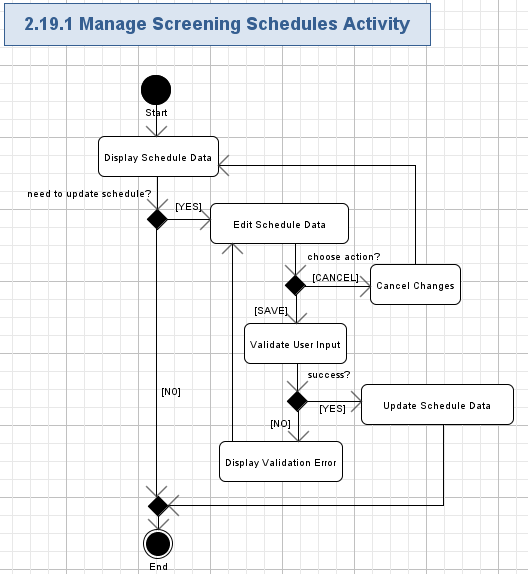 2.19.1 Manage Screening Schedules Activity
Start
Display Schedule Data
need to update schedule?
[YES]
Edit Schedule Data
choose action?
[CANCEL]
Cancel Changes
[SAVE]
Validate User Input
success?
[NO]
[YES]
Update Schedule Data
[NO]
Display Validation Error
End